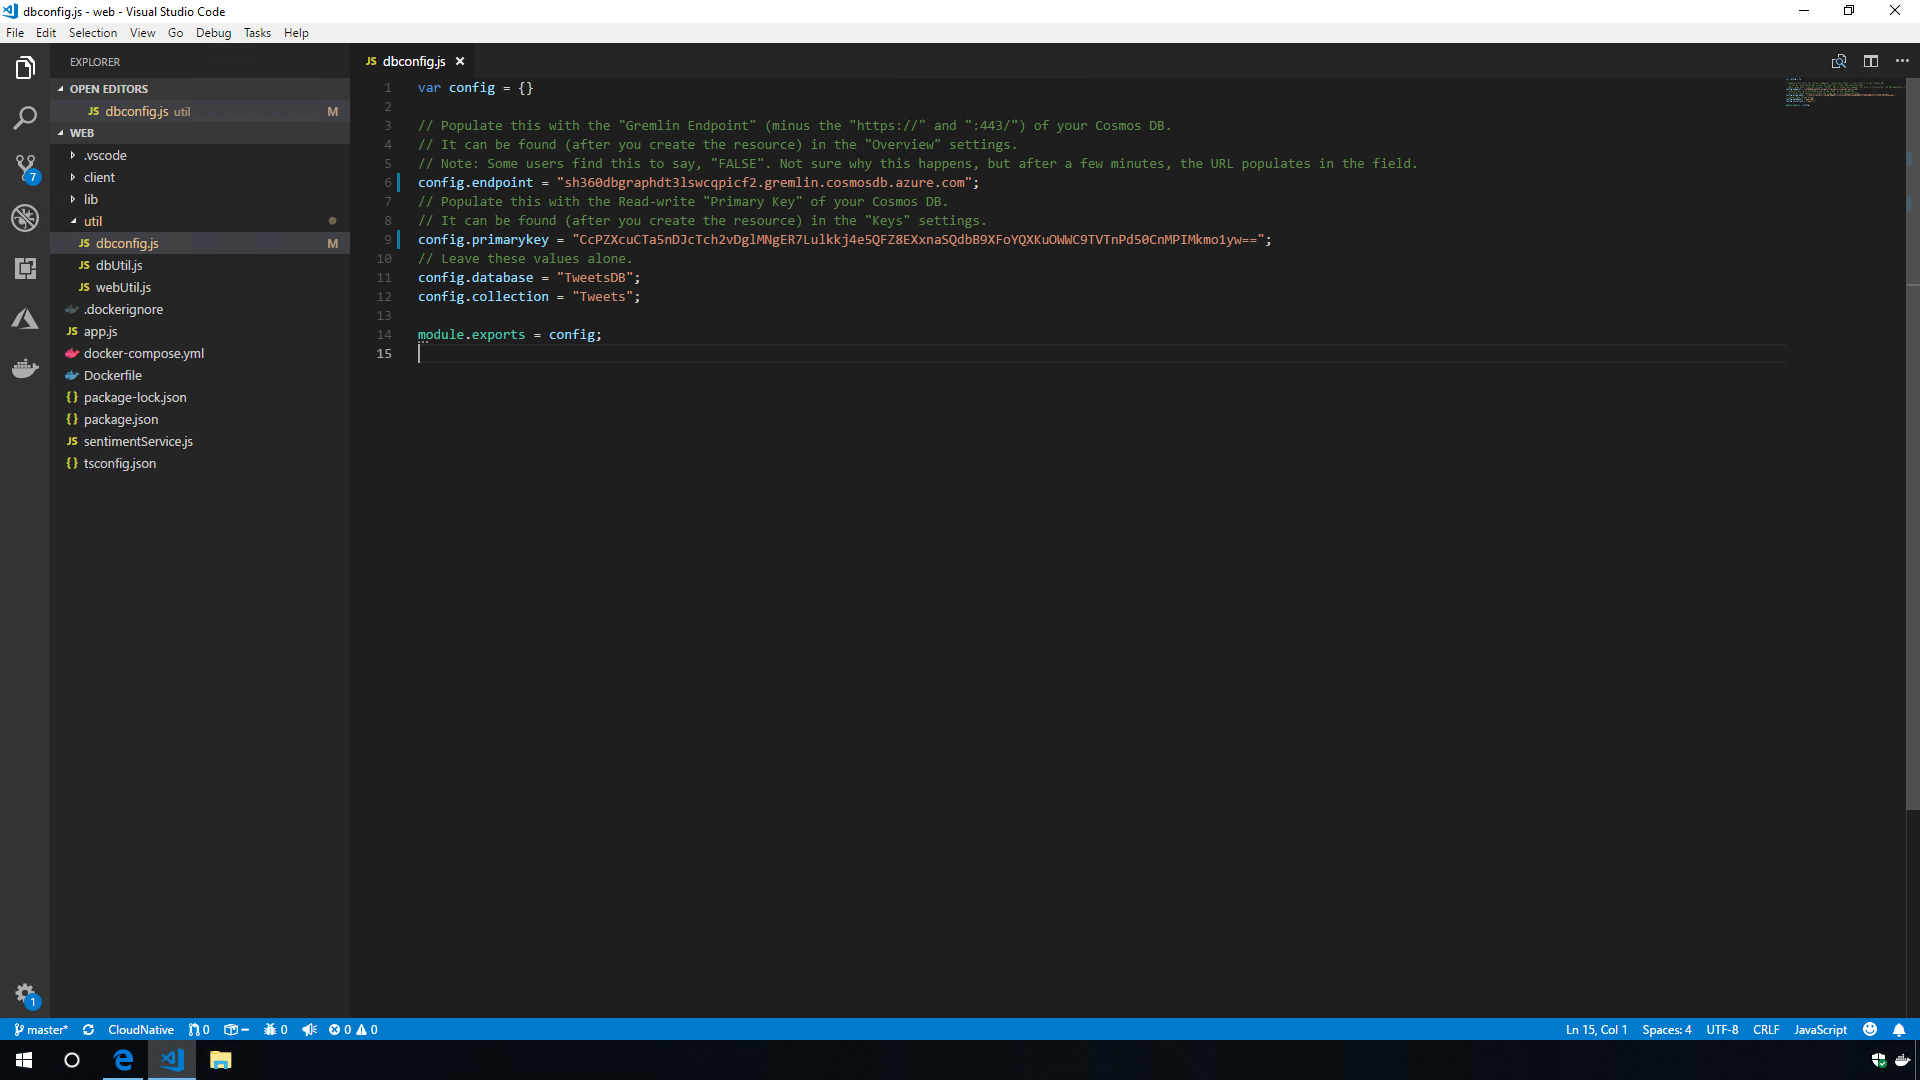 dbconfig.js - web - Visual Studio Code
File Edit Selection View Go Debug Tasks Help
EXPLORER
OPEN EDITORS
JS dbconfig.js util M
WEB
.vscode
client
lib
util
JS dbconfig.js M
JS dbUtil.js
JS webUtil.js
.dockerignore
JS app.js
docker-compose.yml
Dockerfile
{} package-lock.json
{} package.json
JS sentimentService.js
{} tsconfig.json
7
1
JS dbconfig.js
1 var config = {}
2
3 // Populate this with the "Gremlin Endpoint" (minus the "https://" and ":443/") of your Cosmos DB.
4 // It can be found (after you create the resource) in the "Overview" settings.
5 // Note: Some users find this to say, "FALSE". Not sure why this happens, but after a few minutes, the URL populates in the field.
6 config.endpoint = "sh360dbgraphdt3lswcqpicf2.gremlin.cosmosdb.azure.com";
7 // Populate this with the Read-write "Primary Key" of your Cosmos DB.
8 // It can be found (after you create the resource) in the "Keys" settings.
9 config.primarykey = "CcPZXcuCTa5nDJcTch2vDglMNgER7Lulkkj4e5QFZ8EXxnaSQdbB9XFoYQXKuOWWC9TVTnPd50CnMPIMkmo1yw==";
10 // Leave these values alone.
11 config.database = "TweetsDB";
12 config.collection = "Tweets";
13
14 module.exports = config;
15
master* CloudNative 0 0 0 0
Ln 15, Col 1 Spaces: 4 UTF-8 CRLF JavaScript